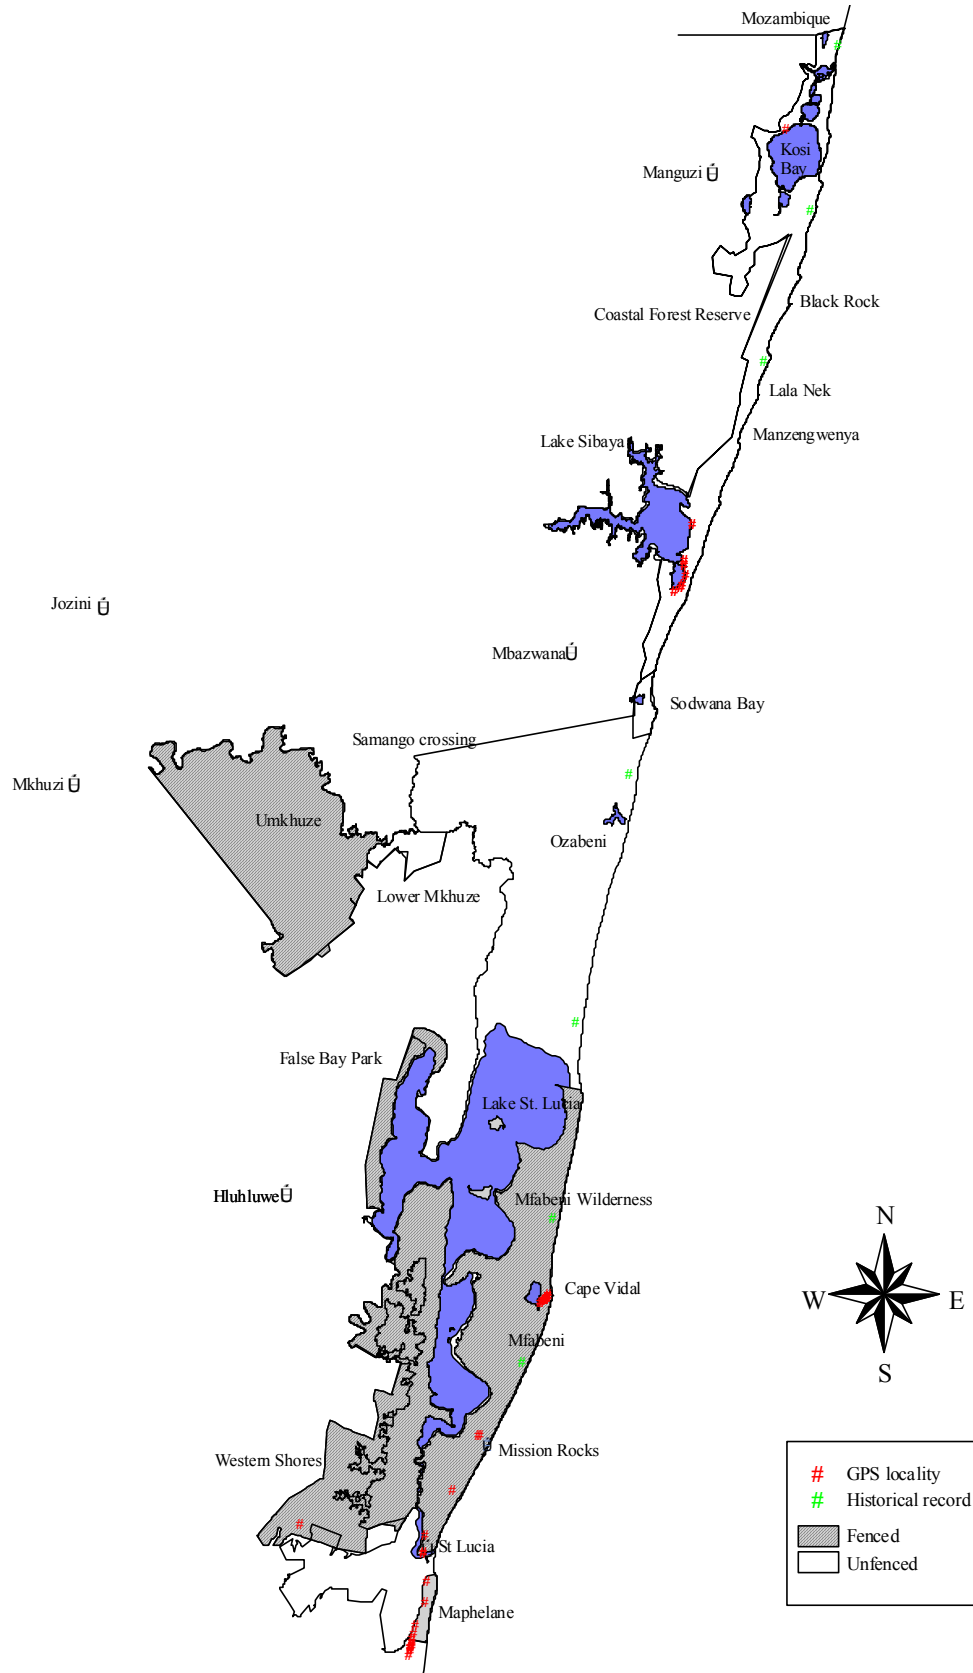 Mozambique
Kosi
Bay
Manguzi
Black Rock
Coastal Forest Reserve
Lala Nek
Manzengwenya
Lake Sibaya
Jozini
Mbazwana
Sodwana Bay
Samango crossing
Mkhuzi
Umkhuze
Ozabeni
Lower Mkhuze
False Bay Park
Lake St. Lucia
Hluhluwe
Mfabeni Wilderness
N
Cape Vidal
W
E
Mfabeni
S
Western Shores
Mission Rocks
# GPS locality
# Historical record
Fenced
St Lucia
Unfenced
Maphelane